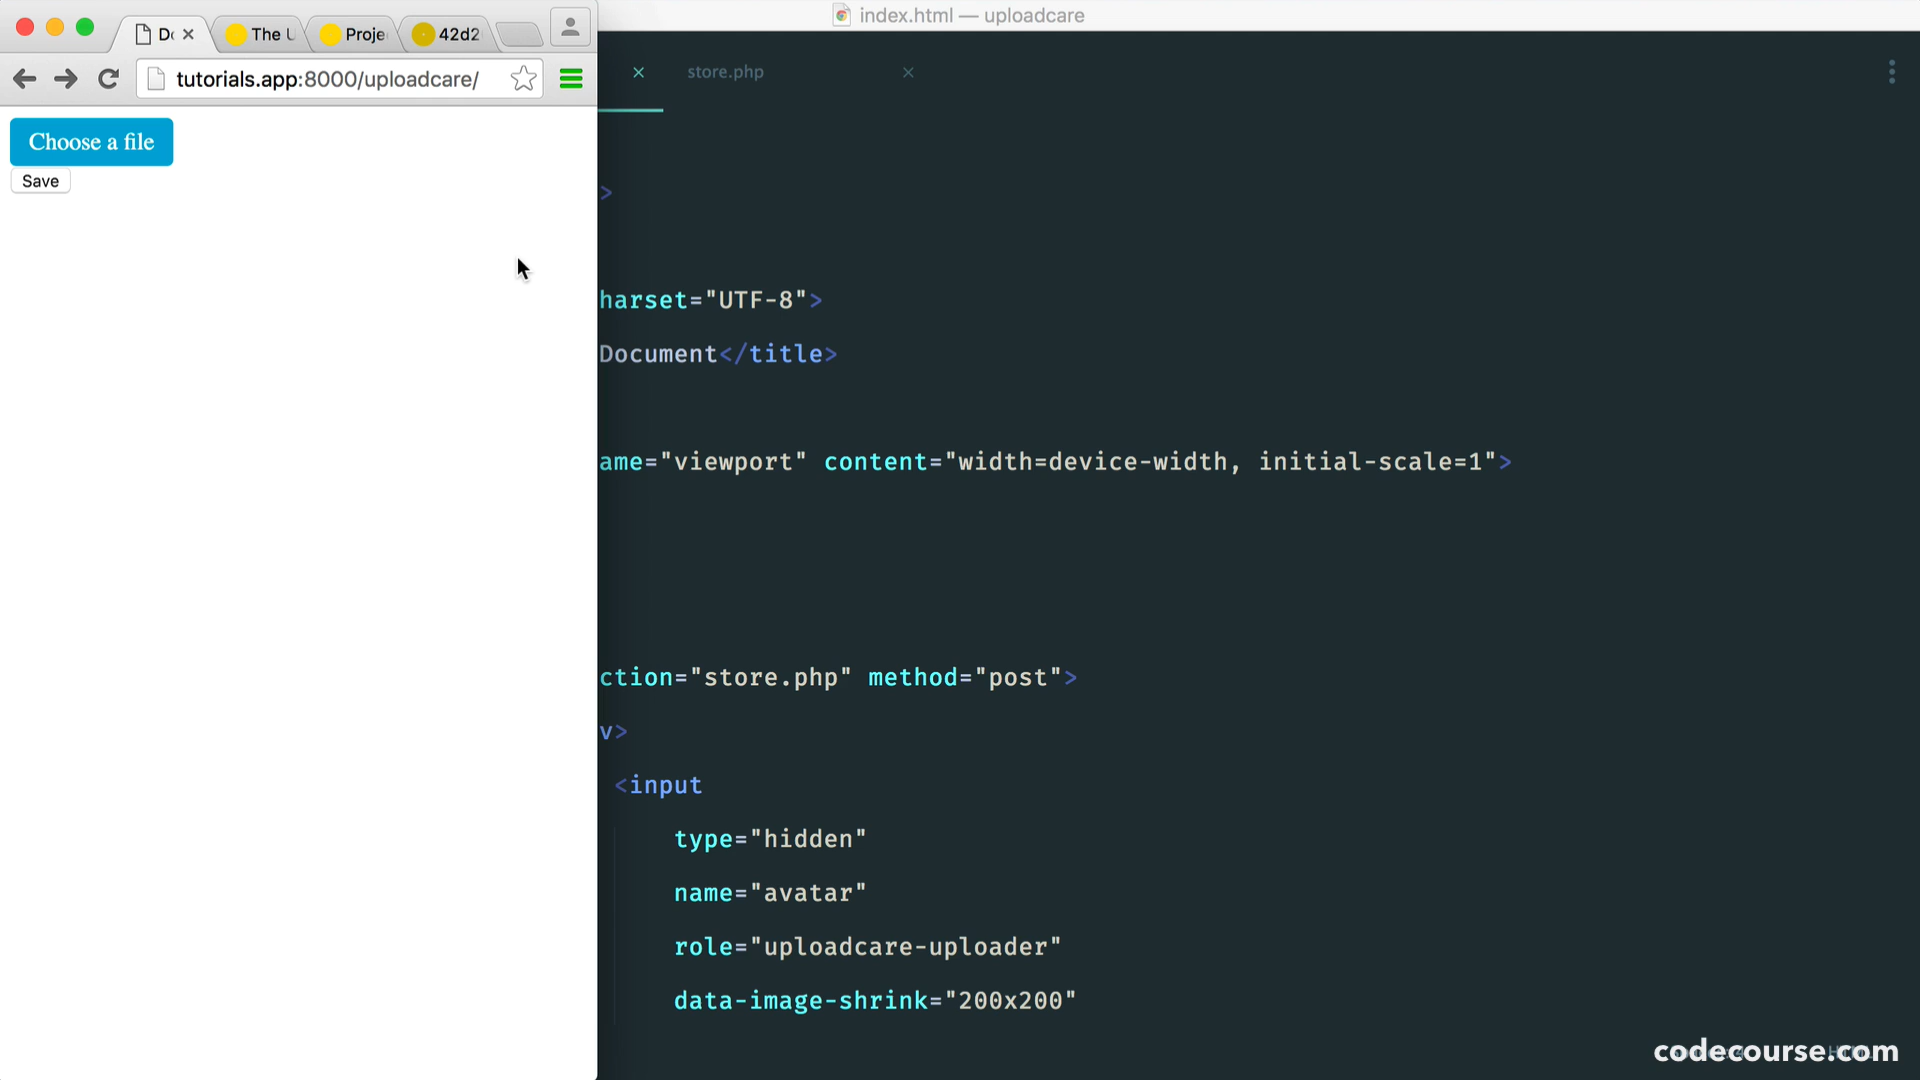 index.html — uploadcare
D
The U
Proje
42d2
tutorials.app:8000/uploadcare/
store.php
Choose a file
Save
>
harset="UTF-8">
Document</title>
ame="viewport" content="width=device-width, initial-scale=1">
ction="store.php" method="post">
v>
<input
type="hidden"
name="avatar"
role="uploadcare-uploader"
data-image-shrink="200x200"
codecourse.com